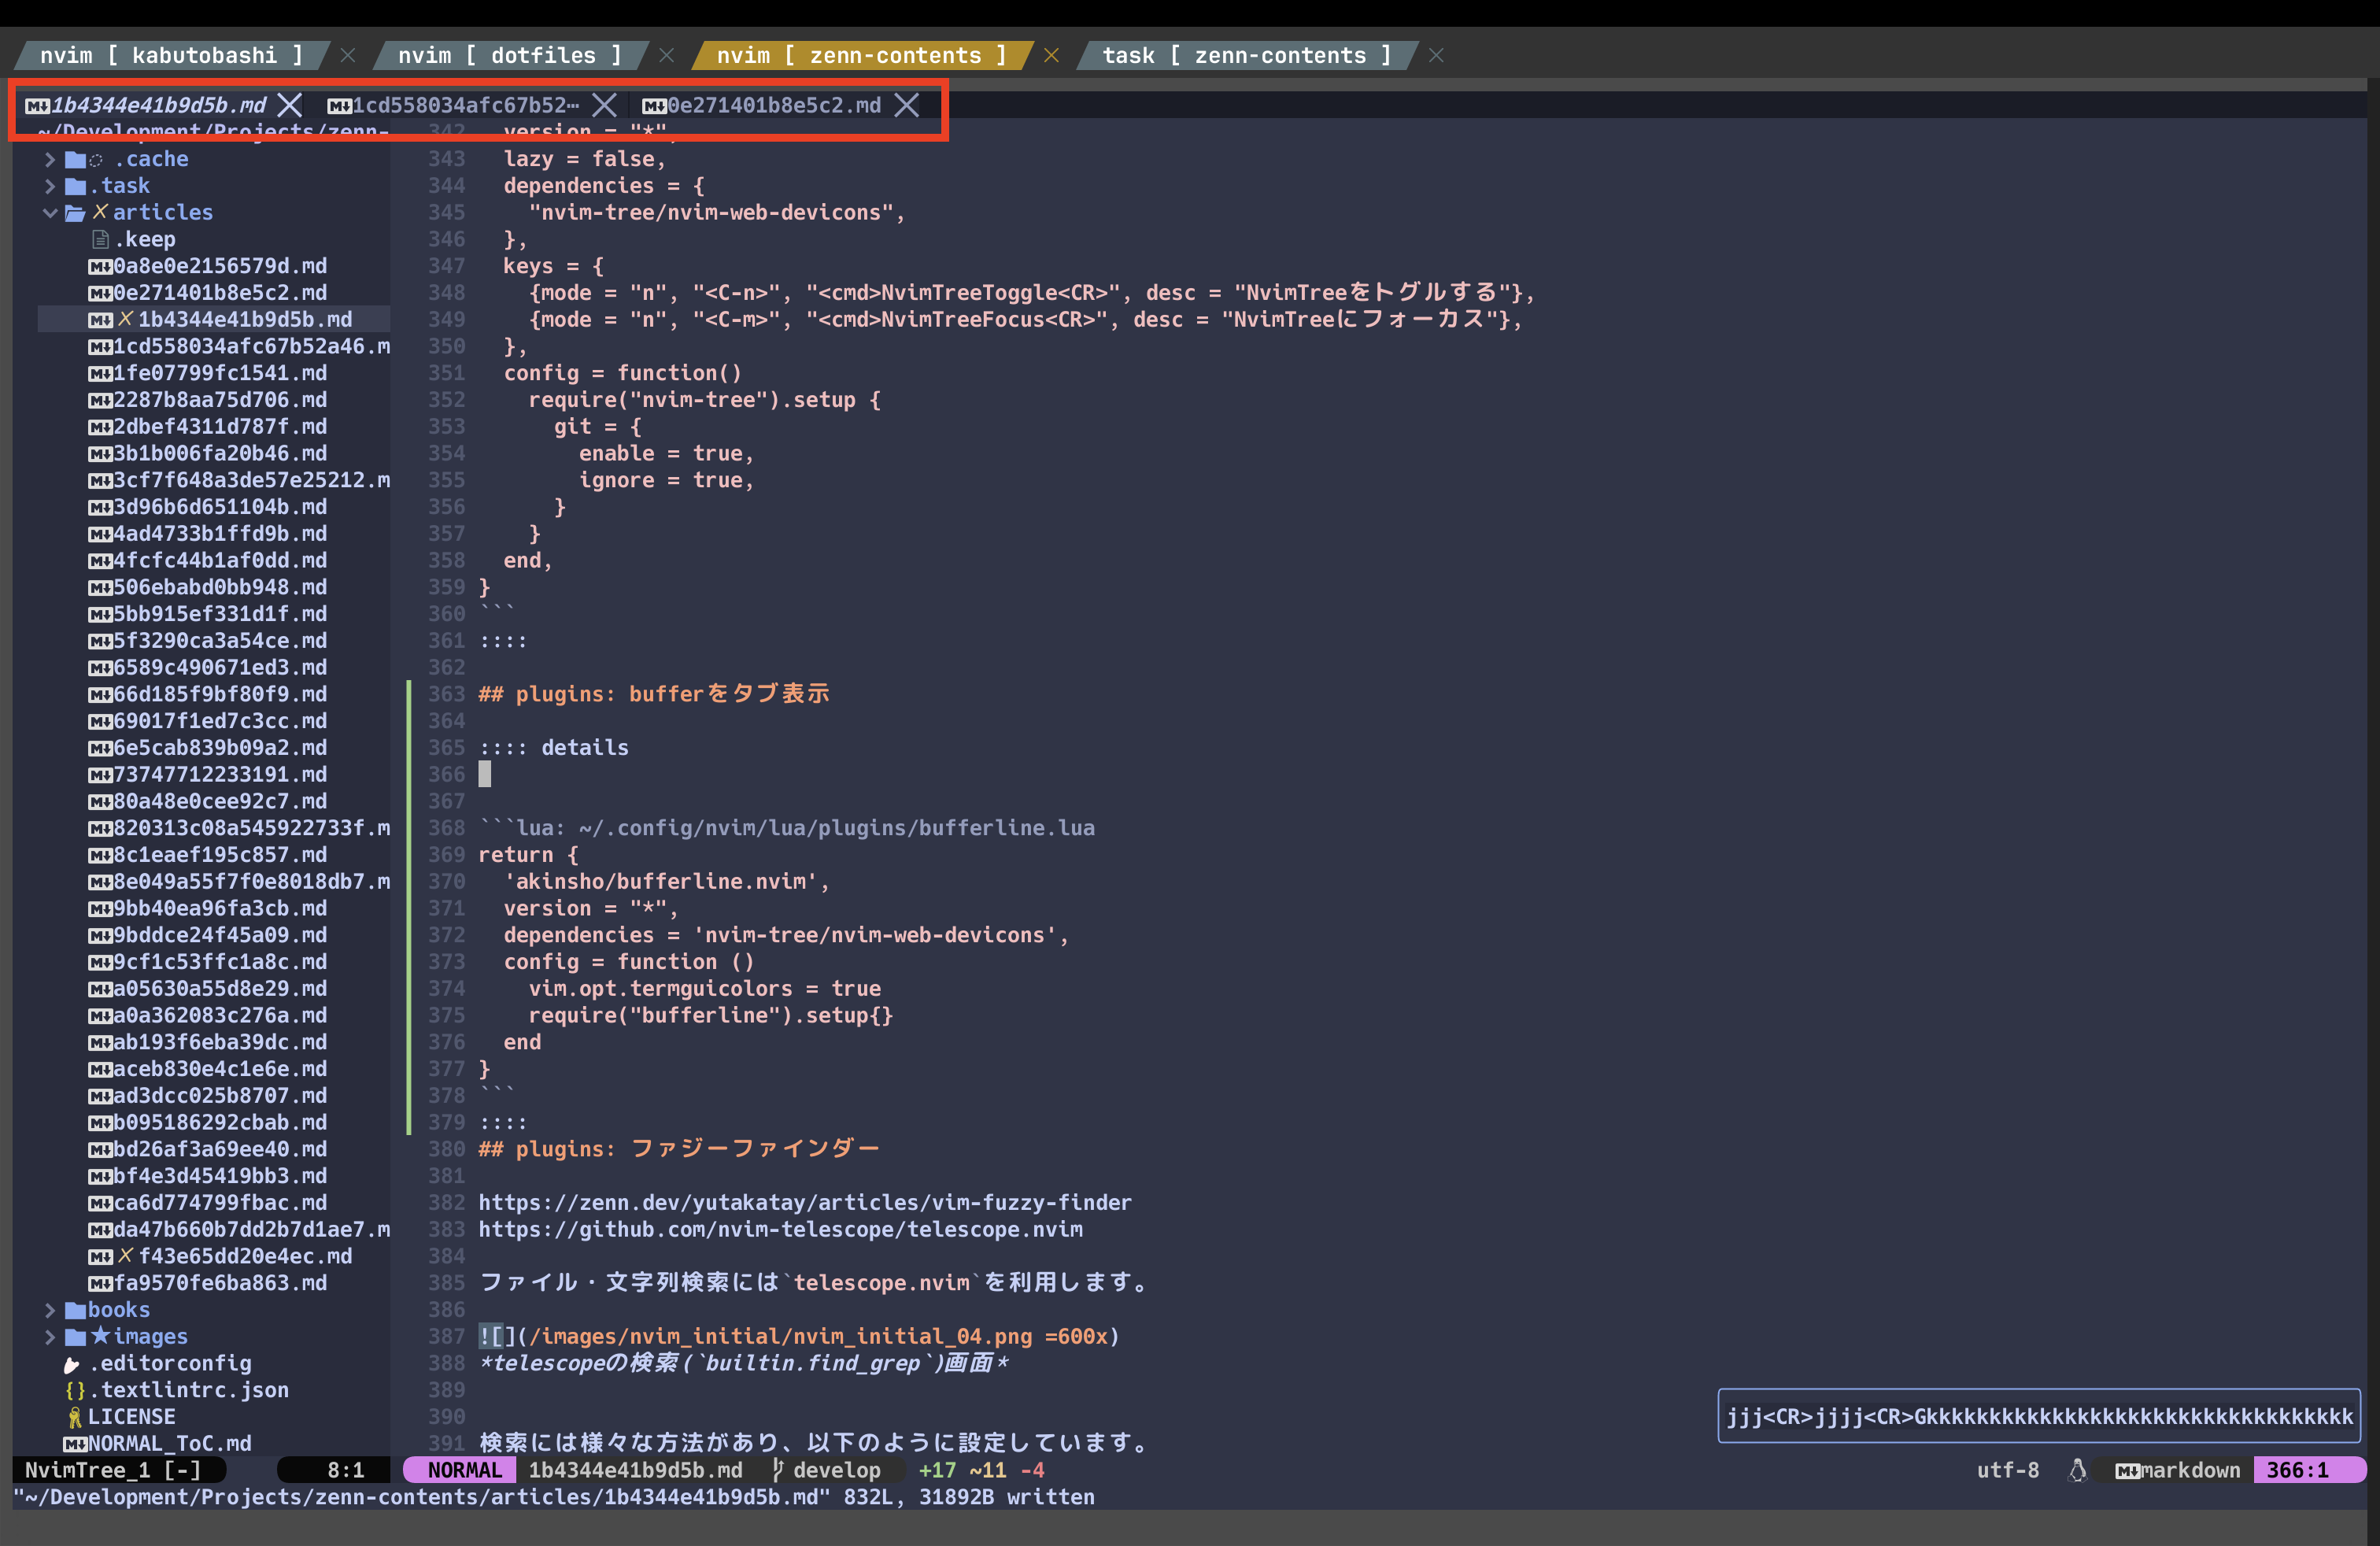 nvim [ kabutobashi ] × nvim [ dotfiles ] × nvim [ zenn-contents ] × task [ zenn-contents ] ×
1b4344e41b9d5b.md 1cd558034afc67b52… 0e271401b8e5c2.md
~/Development/Projects/zenn-
.cache
.task
articles
.keep
0a8e0e2156579d.md
0e271401b8e5c2.md
1b4344e41b9d5b.md
1cd558034afc67b52a46.m
1fe07799fc1541.md
2287b8aa75d706.md
2dbef4311d787f.md
3b1b006fa20b46.md
3cf7f648a3de57e25212.m
3d96b6d651104b.md
4ad4733b1ffd9b.md
4fcfc44b1af0dd.md
506ebabd0bb948.md
5bb915ef331d1f.md
5f3290ca3a54ce.md
6589c490671ed3.md
66d185f9bf80f9.md
69017f1ed7c3cc.md
6e5cab839b09a2.md
73747712233191.md
80a48e0cee92c7.md
820313c08a545922733f.m
8c1eaef195c857.md
8e049a55f7f0e8018db7.m
9bb40ea96fa3cb.md
9bddce24f45a09.md
9cf1c53ffc1a8c.md
a05630a55d8e29.md
a0a362083c276a.md
ab193f6eba39dc.md
aceb830e4c1e6e.md
ad3dcc025b8707.md
b095186292cbab.md
bd26af3a69ee40.md
bf4e3d45419bb3.md
ca6d774799fbac.md
da47b660b7dd2b7d1ae7.m
f43e65dd20e4ec.md
fa9570fe6ba863.md
books
images
.editorconfig
{}.textlintrc.json
LICENSE
NORMAL_ToC.md
342 version = "*"
343 lazy = false,
344 dependencies = {
345 "nvim-tree/nvim-web-devicons",
346 },
347 keys = {
348 {mode = "n", "<C-n>", "<cmd>NvimTreeToggle<CR>", desc = "NvimTreeをトグルする"},
349 {mode = "n", "<C-m>", "<cmd>NvimTreeFocus<CR>", desc = "NvimTreeにフォーカス"},
350 },
351 config = function()
352 require("nvim-tree").setup {
353 git = {
354 enable = true,
355 ignore = true,
356 }
357 }
358 end,
359 }
360 ```
361 ::::
362
363 ## plugins: bufferをタブ表示
364
365 :::: details
366
367
368 ```lua: ~/.config/nvim/lua/plugins/bufferline.lua
369 return {
370 'akinsho/bufferline.nvim',
371 version = "*",
372 dependencies = 'nvim-tree/nvim-web-devicons',
373 config = function ()
374 vim.opt.termguicolors = true
375 require("bufferline").setup{}
376 end
377 }
378 ```
379 ::::
380 ## plugins: ファジーファインダー
381
382 https://zenn.dev/yutakatay/articles/vim-fuzzy-finder
383 https://github.com/nvim-telescope/telescope.nvim
384
385 ファイル・文字列検索には`telescope.nvim`を利用します。
386
387 ![](/images/nvim_initial/nvim_initial_04.png =600x)
388 *telescopeの検索(`builtin.find_grep`)画面*
389
390
391 検索には様々な方法があり、以下のように設定しています。
jjj<CR>jjjj<CR>Gkkkkkkkkkkkkkkkkkkkkkkkkkkkkkkkkkk
NvimTree_1 [-] 8:1 NORMAL 1b4344e41b9d5b.md develop +17 ~11 -4 utf-8 markdown 366:1
"~/Development/Projects/zenn-contents/articles/1b4344e41b9d5b.md" 832L, 31892B written